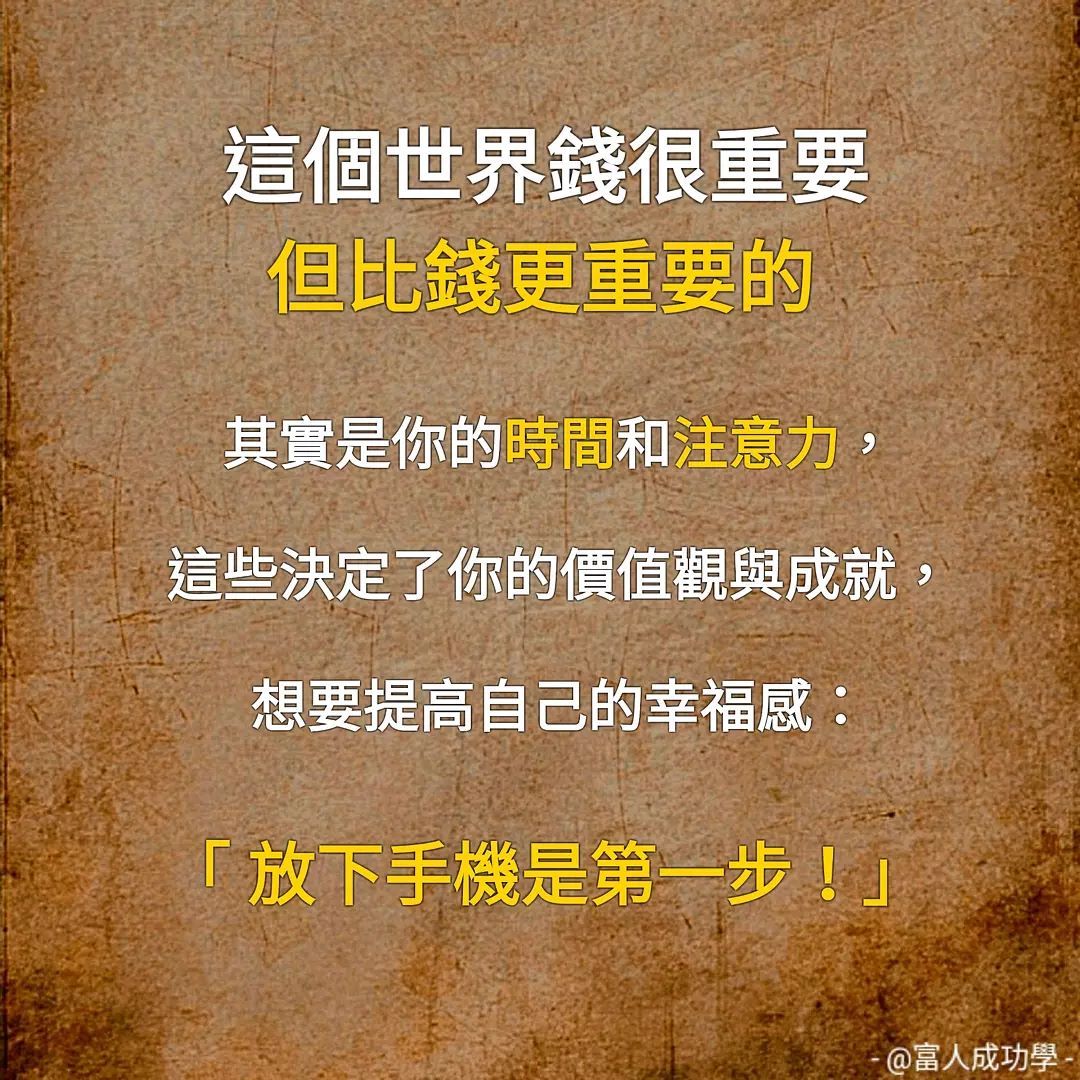 這個世界錢很重要
但比錢更重要的
其實是你的時間和注意力，
這些決定了你的價值觀與成就，
想要提高自己的幸福感：
「 放下手機是第一步！」
- @富人成功學 -